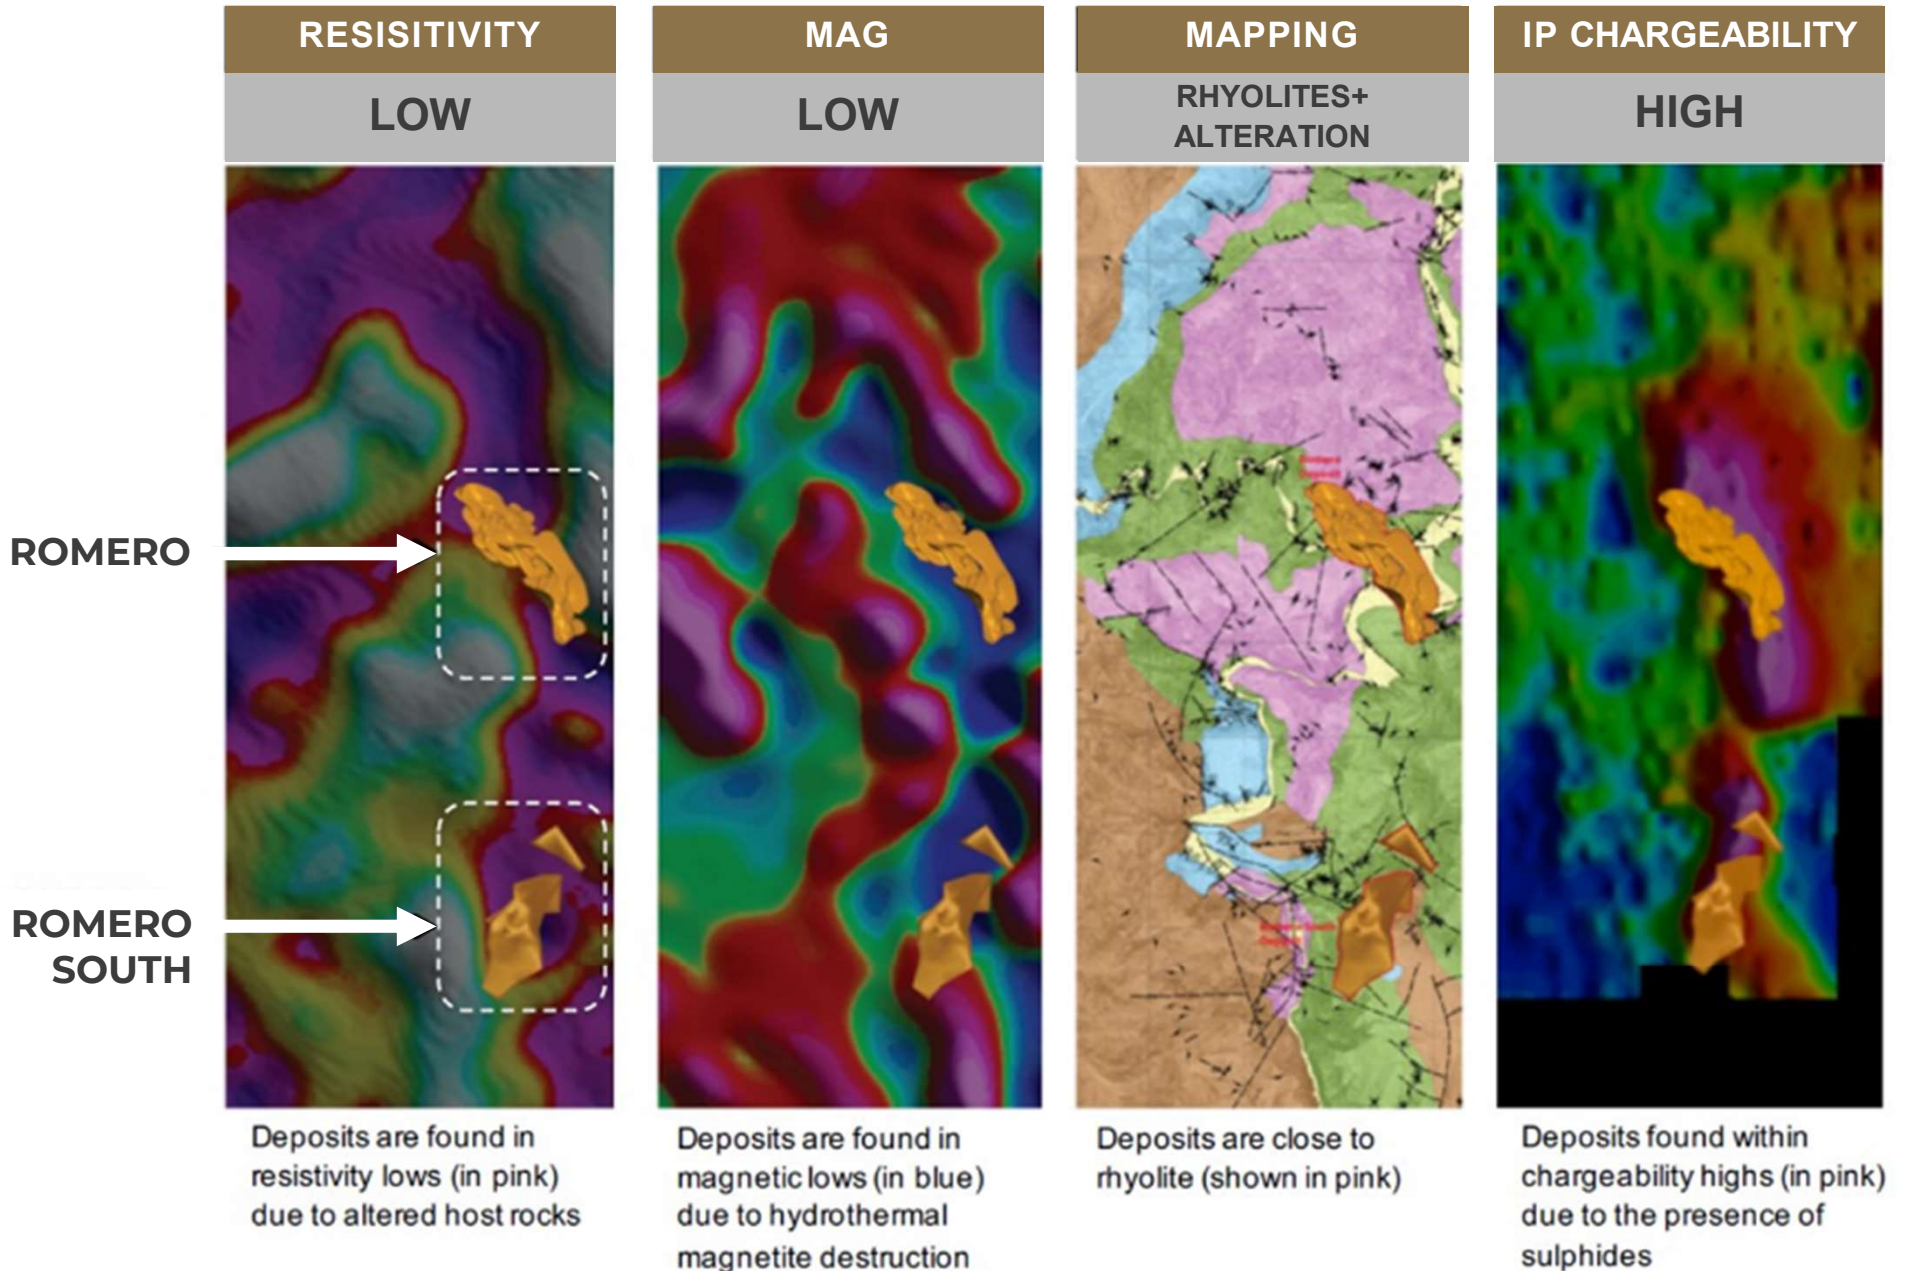 RESISITIVITY
LOW
MAG
LOW
MAPPING
RHYOLITES+
ALTERATION
IP CHARGEABILITY
HIGH
ROMERO
ROMERO
SOUTH
Deposits are found in
resistivity lows (in pink)
due to altered host rocks
Deposits are found in
magnetic lows (in blue)
due to hydrothermal
magnetite destruction
Deposits are close to
rhyolite (shown in pink)
Deposits found within
chargeability highs (in pink)
due to the presence of
sulphides